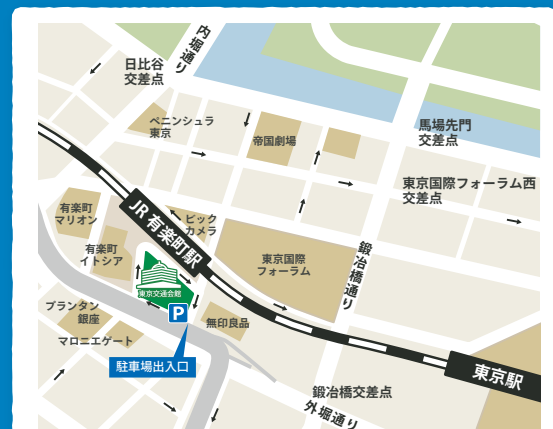 内堀通り
日比谷
交差点
ペニンシュラ
東京
帝国劇場
馬場先門
交差点
東京国際フォーラム西
交差点
有楽町
マリオン
JR 有楽町駅
ビック
カメラ
有楽町
イトシア
東京国際
フォーラム
鍛冶橋通り
東京交通会館
P
プランタン
銀座
無印良品
マロニエゲート
駐車場出入口
東京駅
鍛冶橋交差点
外堀通り